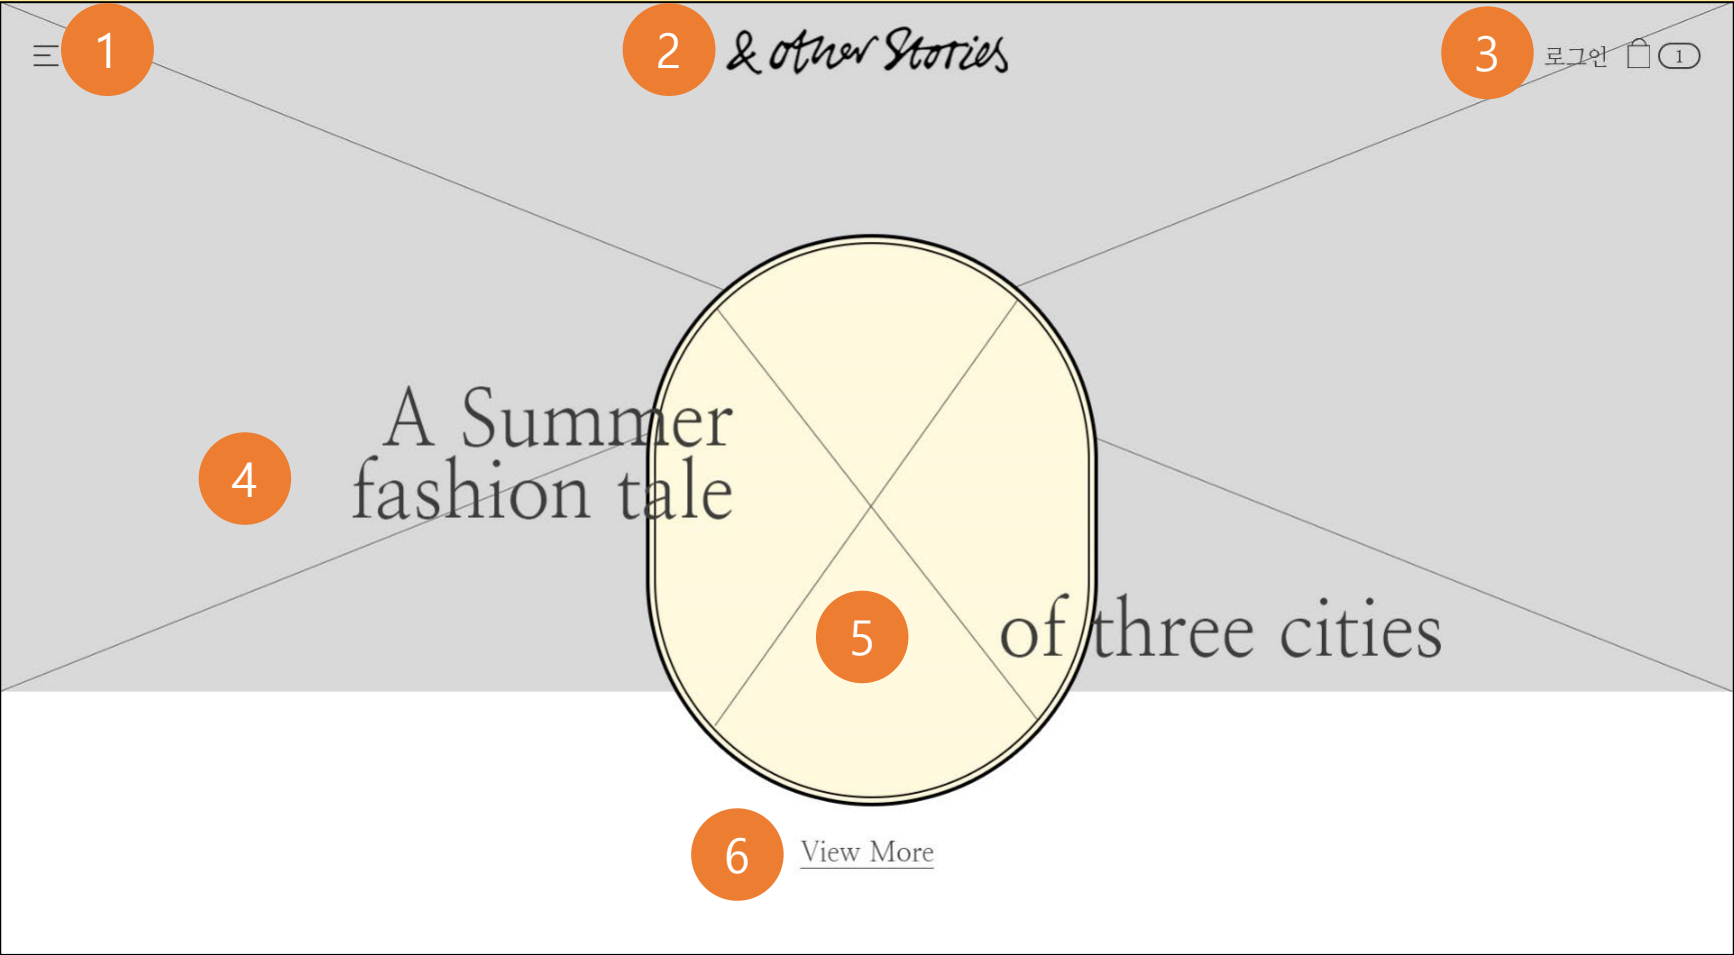 1
2
& other Stories
3
로그인
1
A Summer
fashion tale
4
5
of three cities
6
View More